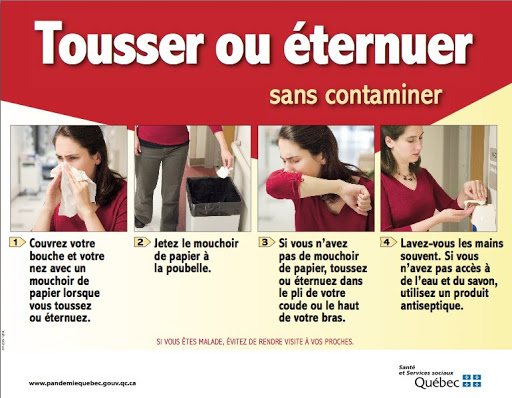 Tousser ou éternuer
sans contaminer
1 Couvrez votre
bouche et votre
nez avec un
mouchoir de
papier lorsque
vous toussez
ou éternuez.
2 Jetez le mouchoir
de papier à
la poubelle.
3 Si vous n'avez
pas de mouchoir
de papier, toussez
ou éternuez dans
le pli de votre
coude ou le haut
de votre bras.
4 Lavez-vous les mains
souvent. Si vous
n'avez pas accès à
de l'eau et du savon,
utilisez un produit
antiseptique.
SI VOUS ÊTES MALADE, ÉVITEZ DE RENDRE VISITE À VOS PROCHES.
www.pandemiequebec.gouv.qc.ca
Santé
et Services sociaux
Québec